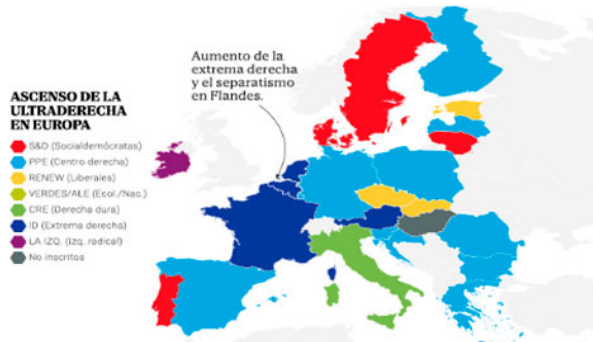 Aumento de la
extrema derecha
y el separatismo
en Flandes.
ASCENSO DE LA
ULTRADERECHA
EN EUROPA
S&D (Socialdemócratas)
PPE (Centro derecha)
RENEW (Liberales)
VERDES/ALE (Ecol./Nac.)
CRE (Derecha dura)
ID (Extrema derecha)
LA IZQ. (Izq. radical)
No inscritos